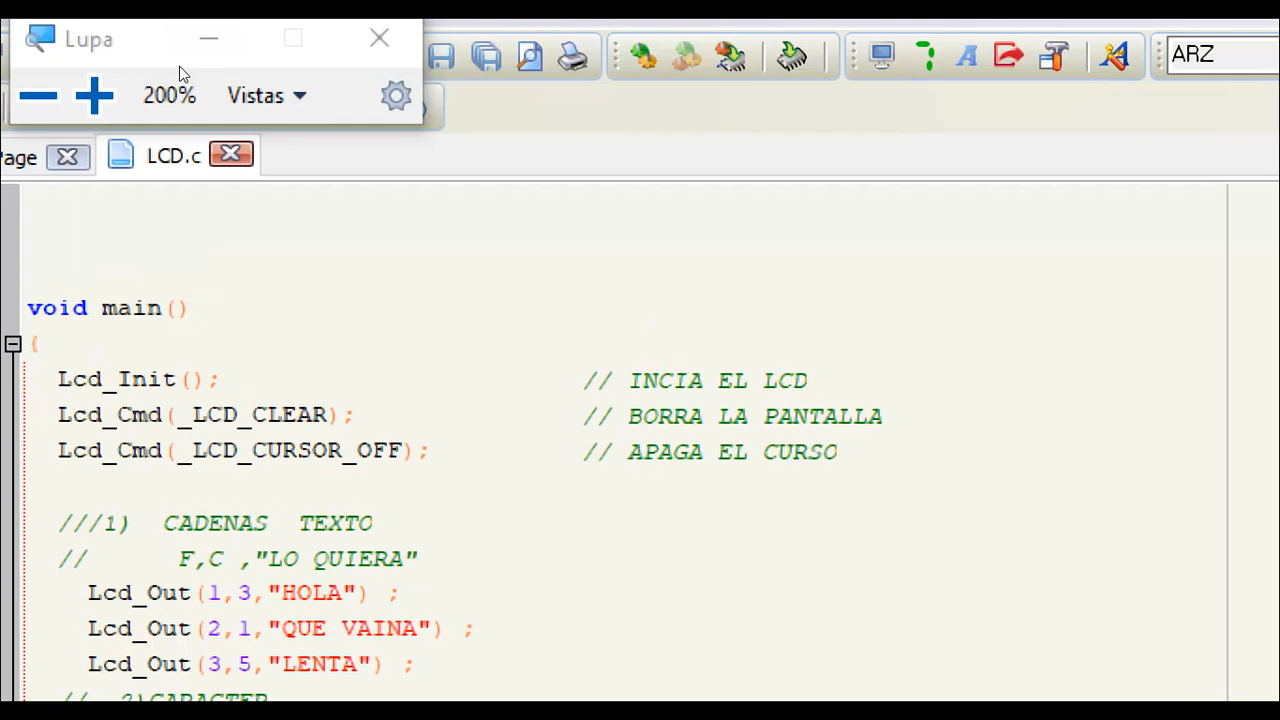 Lupa
ARZ
200% Vistas
age LCD.c
void main()
{
Lcd_Init(); // INCIA EL LCD
Lcd_Cmd(_LCD_CLEAR); // BORRA LA PANTALLA
Lcd_Cmd(_LCD_CURSOR_OFF); // APAGA EL CURSO
///1) CADENAS TEXTO
// F,C ,"LO QUIERA"
Lcd_Out(1,3,"HOLA") ;
Lcd_Out(2,1,"QUE VAINA") ;
Lcd_Out(3,5,"LENTA") ;
// 2)CARACTER